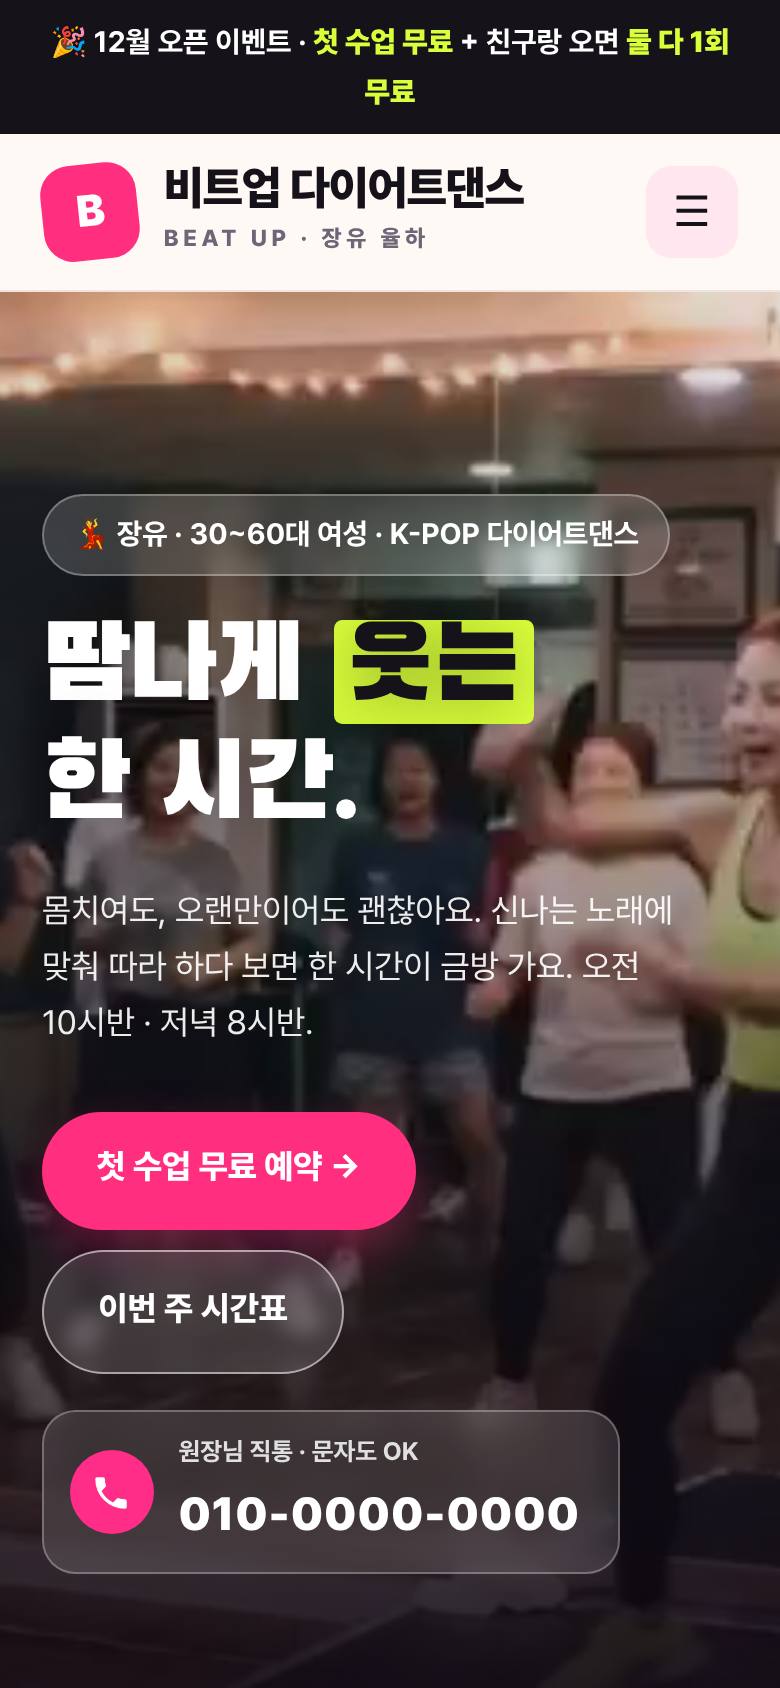 🎉 12월 오픈 이벤트 · 첫 수업 무료 + 친구랑 오면 둘 다 1회
무료
B
비트업 다이어트댄스
BEAT UP · 장유 율하
☰
💃 장유 · 30~60대 여성 · K-POP 다이어트댄스
땀나게 웃는
한 시간.
몸치여도, 오랜만이어도 괜찮아요. 신나는 노래에
맞춰 따라 하다 보면 한 시간이 금방 가요. 오전
10시반 · 저녁 8시반.
첫 수업 무료 예약 →
이번 주 시간표
원장님 직통 · 문자도 OK
010-0000-0000